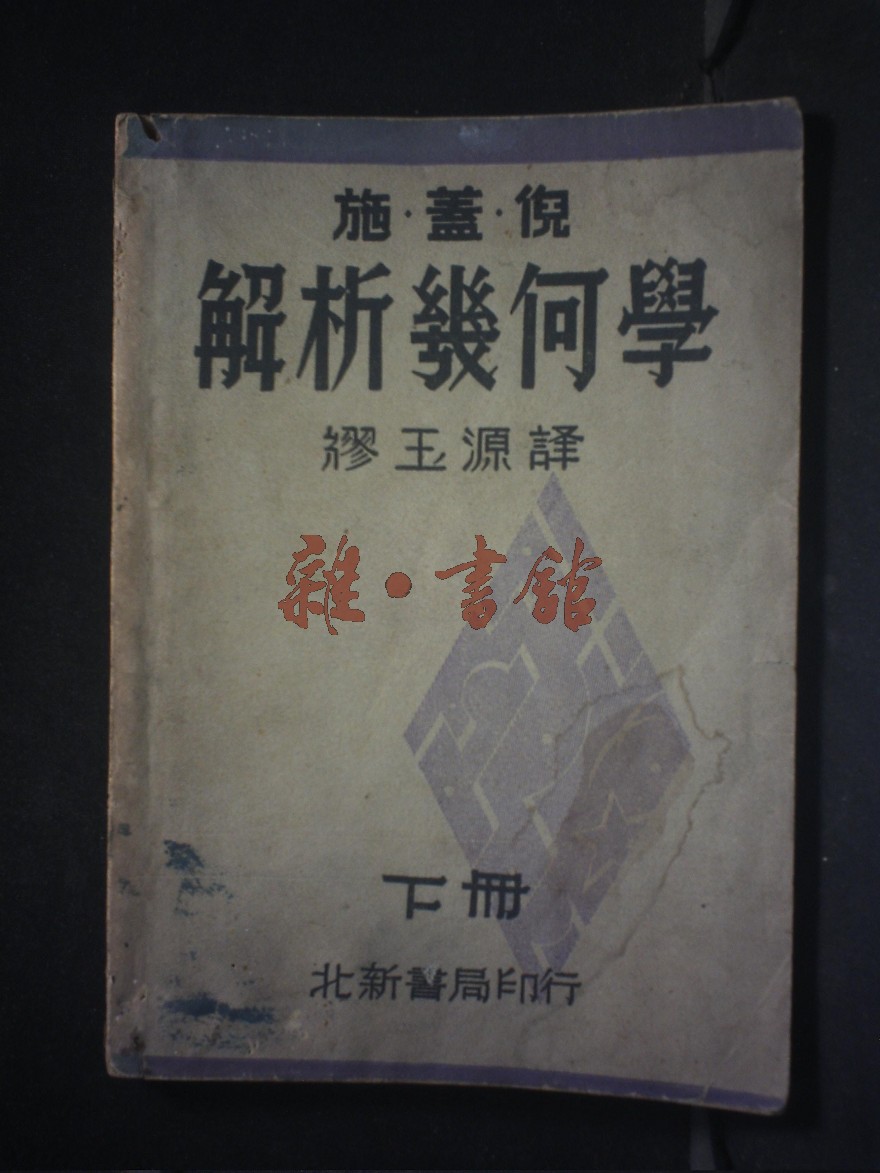 施·蓋·倪
解析幾何學
繆玉源譯
雜·書館
下冊
北新書局印行